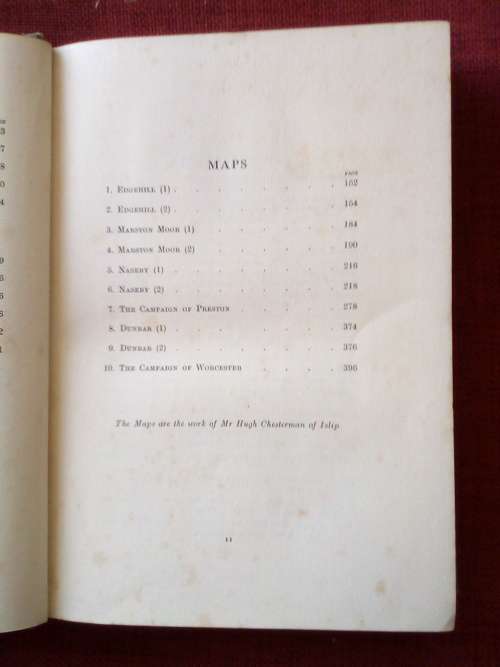 MAPS
PAGE
1. EDGEHILL (1) . . . . . . . . 162
2. EDGEHILL (2) . . . . . . . . 164
3. MARSTON MOOR (1) . . . . . . 184
4. MARSTON MOOR (2) . . . . . . 190
5. NASEBY (1) . . . . . . . . 216
6. NASEBY (2) . . . . . . . . 218
7. THE CAMPAIGN OF PRESTON . . . . . 278
8. DUNBAR (1) . . . . . . . . 374
9. DUNBAR (2) . . . . . . . . 376
10. THE CAMPAIGN OF WORCESTER . . . . 396
The Maps are the work of Mr Hugh Chesterman of Islip
11